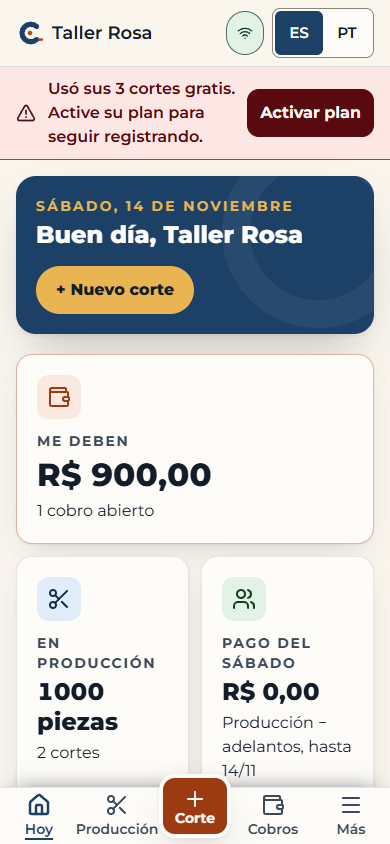 Taller Rosa
ES
PT
Usó sus 3 cortes gratis.
Active su plan para
seguir registrando.
Activar plan
SÁBADO, 14 DE NOVIEMBRE
Buen día, Taller Rosa
+ Nuevo corte
ME DEBEN
R$ 900,00
1 cobro abierto
EN
PRODUCCIÓN
1000
piezas
2 cortes
PAGO DEL
SÁBADO
R$ 0,00
Producción −
adelantos, hasta
14/11
Hoy
Producción
Corte
Cobros
Más